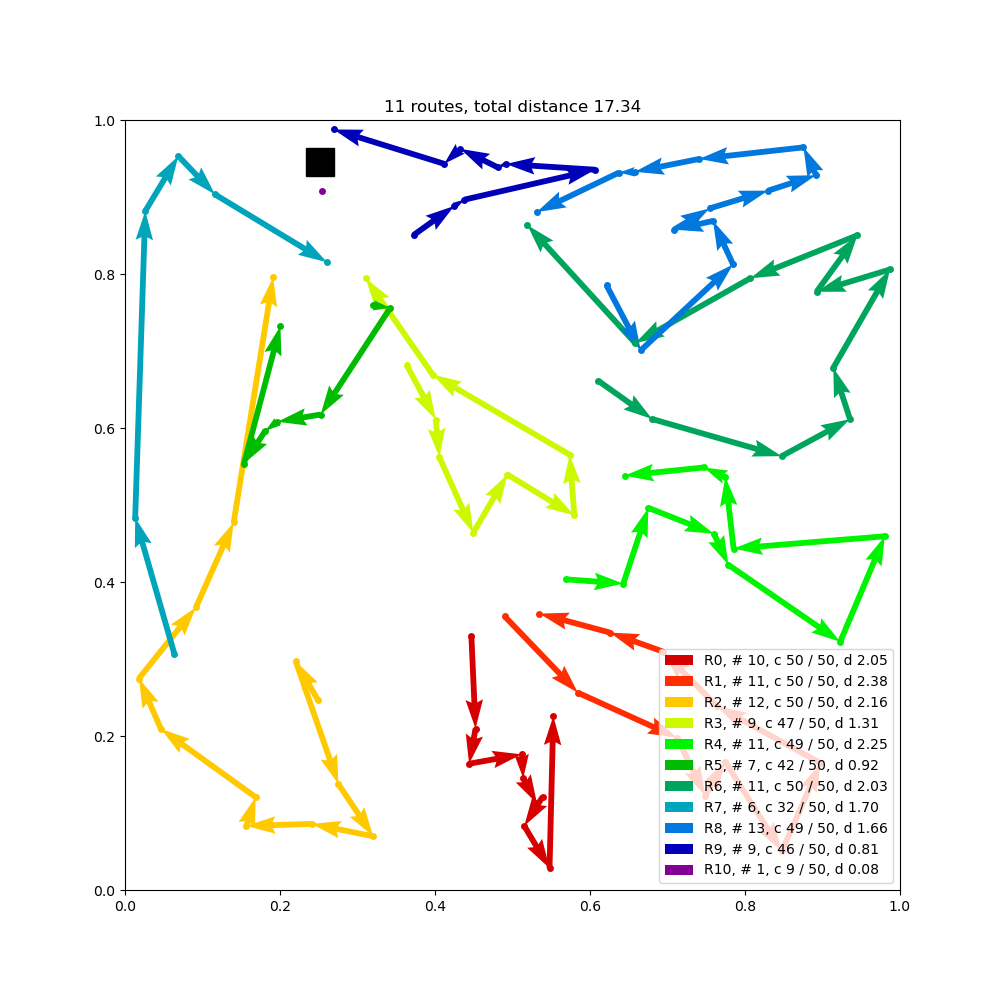 11 routes, total distance 17.34
1.0
0.8
0.6
0.4
0.2
0.0
R0, # 10, c 50 / 50, d 2.05
R1, # 11, c 50 / 50, d 2.38
R2, # 12, c 50 / 50, d 2.16
R3, # 9, c 47 / 50, d 1.31
R4, # 11, c 49 / 50, d 2.25
R5, # 7, c 42 / 50, d 0.92
R6, # 11, c 50 / 50, d 2.03
R7, # 6, c 32 / 50, d 1.70
R8, # 13, c 49 / 50, d 1.66
R9, # 9, c 46 / 50, d 0.81
R10, # 1, c 9 / 50, d 0.08
0.0 0.2 0.4 0.6 0.8 1.0